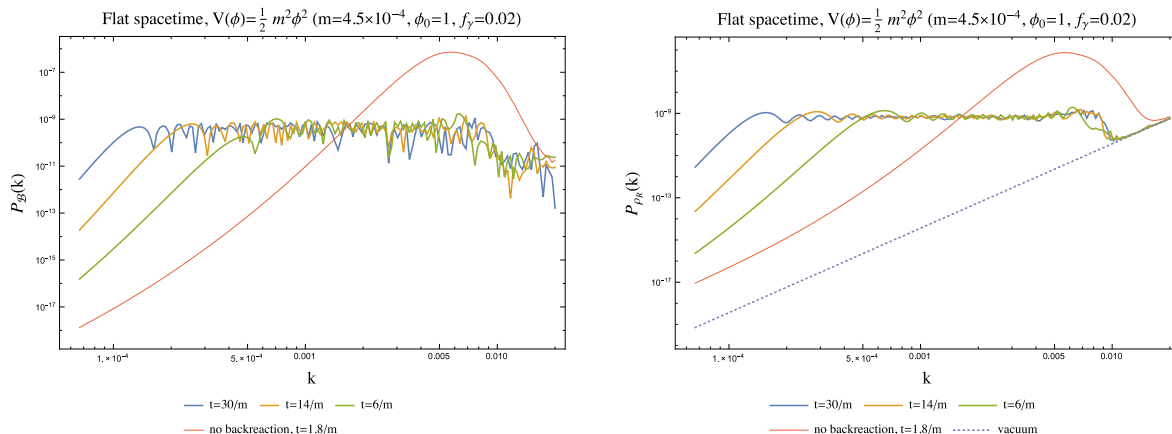 Flat spacetime, V(ϕ)=1/2 m²ϕ² (m=4.5×10⁻⁴, ϕ₀=1, f_γ=0.02)
P_ℬ(k)
10⁻⁷
10⁻⁹
10⁻¹¹
10⁻¹³
10⁻¹⁵
10⁻¹⁷
1.×10⁻⁴
5.×10⁻⁴
0.001
0.005
0.010
k
t=30/m
t=14/m
t=6/m
no backreaction, t=1.8/m
Flat spacetime, V(ϕ)=1/2 m²ϕ² (m=4.5×10⁻⁴, ϕ₀=1, f_γ=0.02)
P_ρ_R(k)
10⁻⁹
10⁻¹³
10⁻¹⁷
1.×10⁻⁴
5.×10⁻⁴
0.001
0.005
0.010
k
t=30/m
t=14/m
t=6/m
no backreaction, t=1.8/m
vacuum